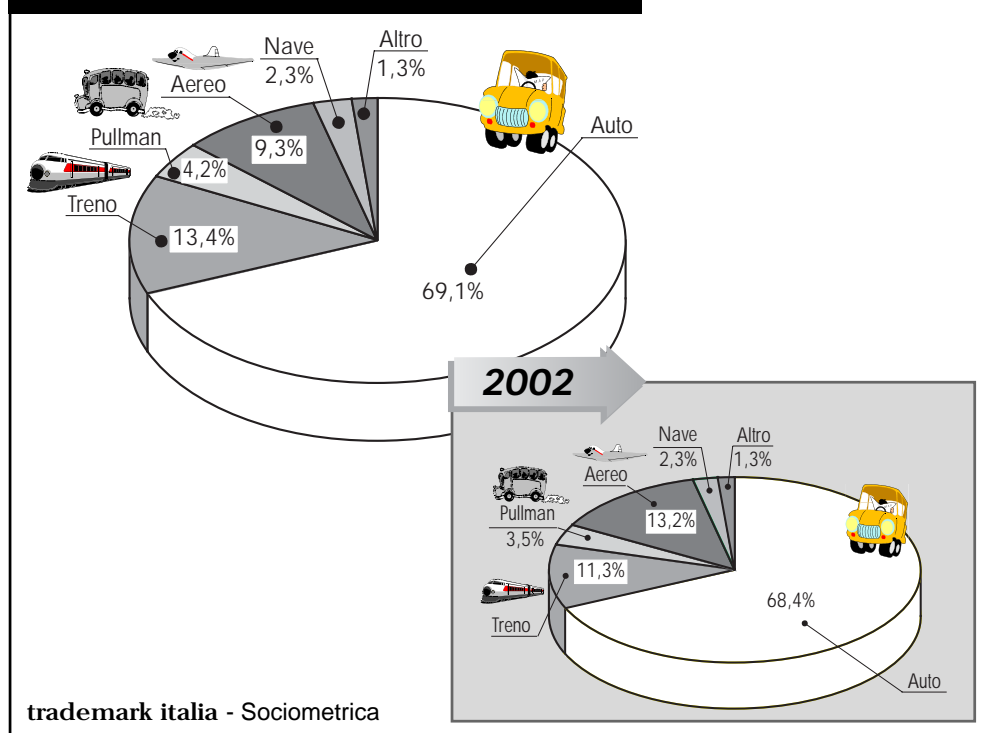 Nave
2,3%
Altro
1,3%
Aereo
9,3%
Pullman
4,2%
Treno
13,4%
Auto
69,1%
2002
Nave
2,3%
Altro
1,3%
Aereo
13,2%
Pullman
3,5%
11,3%
Treno
68,4%
Auto
trademark italia - Sociometrica